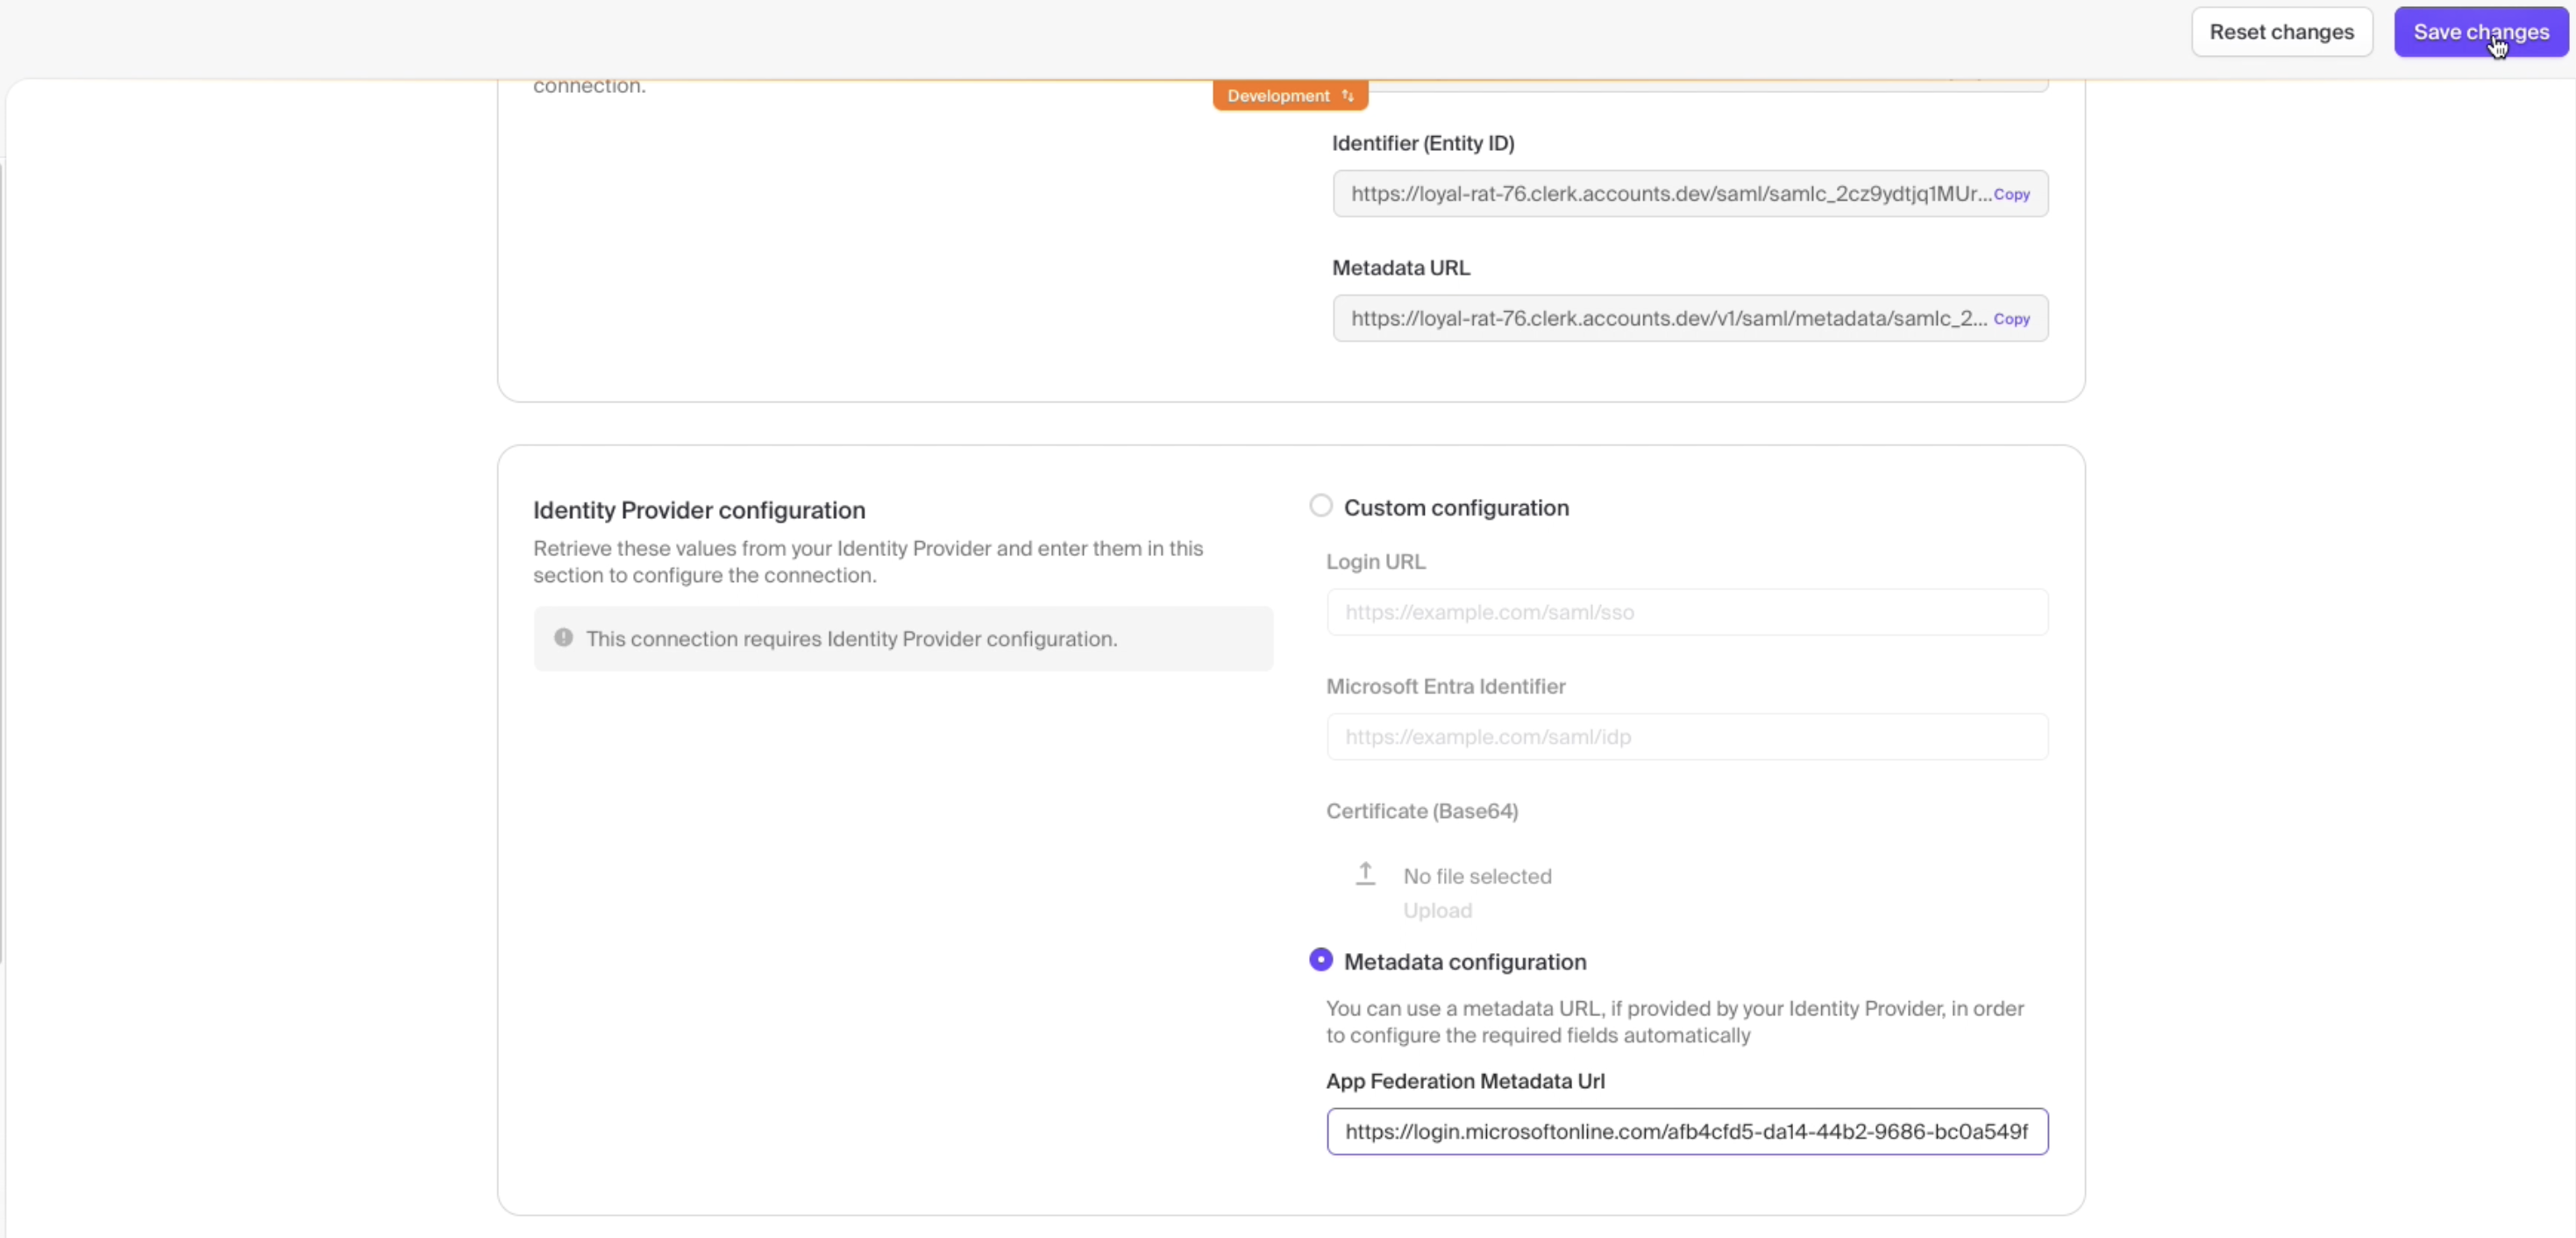 Reset changes
Save changes
connection.
Development
Identifier (Entity ID)
https://loyal-rat-76.clerk.accounts.dev/saml/samlc_2cz9ydtjq1MUr... Copy
Metadata URL
https://loyal-rat-76.clerk.accounts.dev/v1/saml/metadata/samlc_2... Copy
Identity Provider configuration
Retrieve these values from your Identity Provider and enter them in this
section to configure the connection.
This connection requires Identity Provider configuration.
Custom configuration
Login URL
https://example.com/saml/sso
Microsoft Entra Identifier
https://example.com/saml/idp
Certificate (Base64)
No file selected
Upload
Metadata configuration
You can use a metadata URL, if provided by your Identity Provider, in order
to configure the required fields automatically
App Federation Metadata Url
https://login.microsoftonline.com/afb4cfd5-da14-44b2-9686-bc0a549f